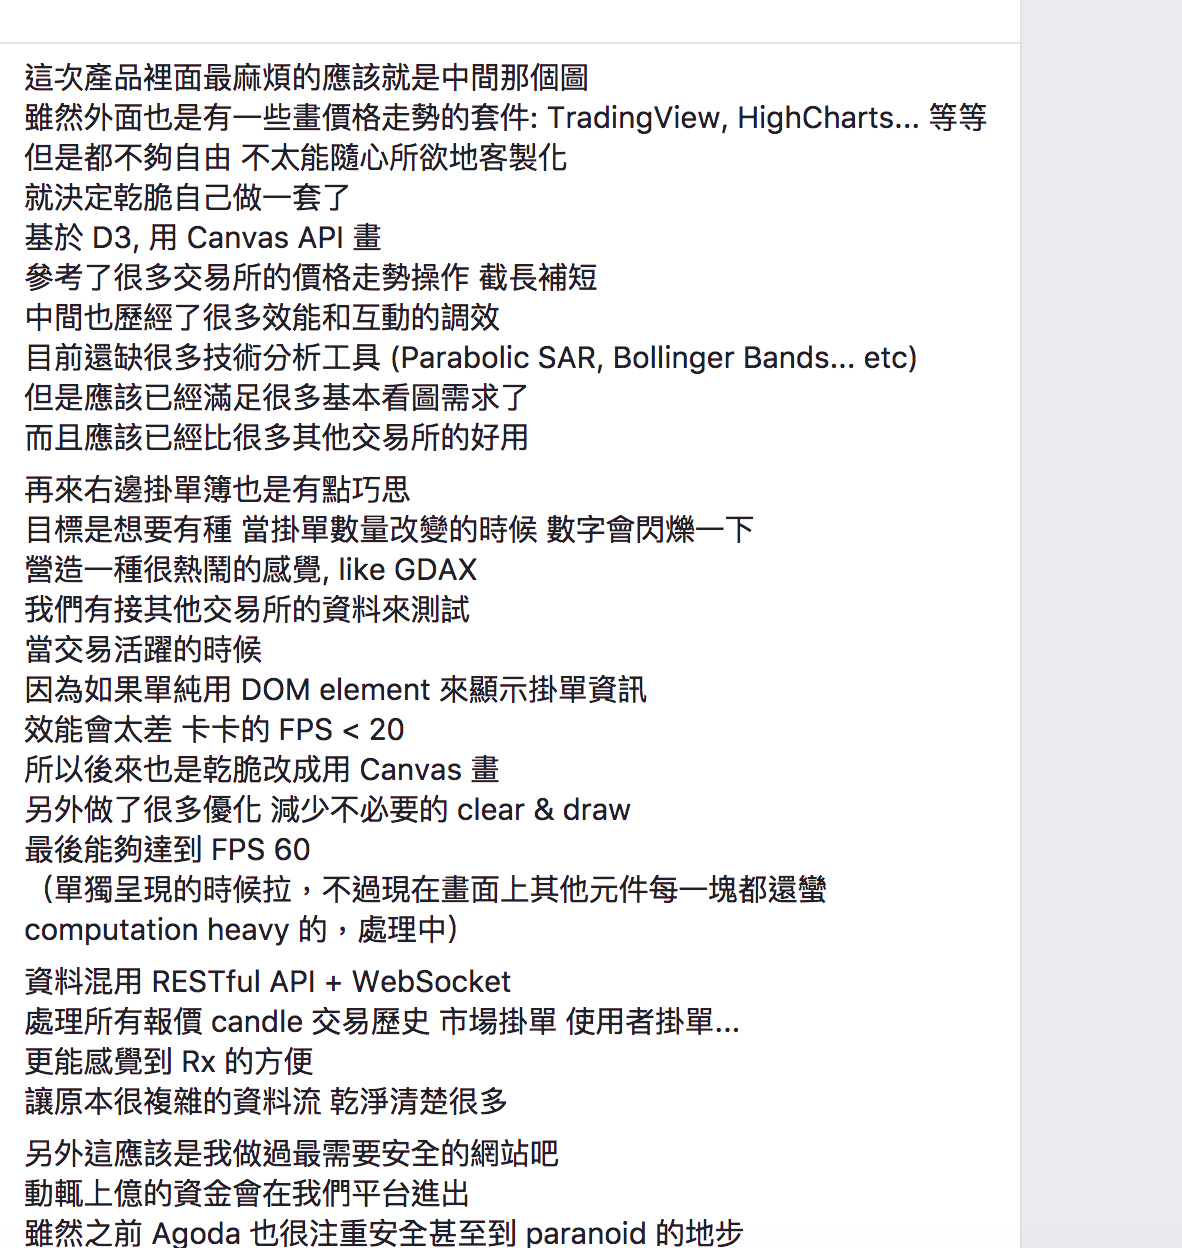 這次產品裡面最麻煩的應該就是中間那個圖
雖然外面也是有一些畫價格走勢的套件: TradingView, HighCharts... 等等
但是都不夠自由 不太能隨心所欲地客製化
就決定乾脆自己做一套了
基於 D3, 用 Canvas API 畫
參考了很多交易所的價格走勢操作 截長補短
中間也歷經了很多效能和互動的調效
目前還缺很多技術分析工具 (Parabolic SAR, Bollinger Bands... etc)
但是應該已經滿足很多基本看圖需求了
而且應該已經比很多其他交易所的好用
再來右邊掛單簿也是有點巧思
目標是想要有種 當掛單數量改變的時候 數字會閃爍一下
營造一種很熱鬧的感覺, like GDAX
我們有接其他交易所的資料來測試
當交易活躍的時候
因為如果單純用 DOM element 來顯示掛單資訊
效能會太差 卡卡的 FPS < 20
所以後來也是乾脆改成用 Canvas 畫
另外做了很多優化 減少不必要的 clear & draw
最後能夠達到 FPS 60
（單獨呈現的時候拉，不過現在畫面上其他元件每一塊都還蠻
computation heavy 的，處理中）
資料混用 RESTful API + WebSocket
處理所有報價 candle 交易歷史 市場掛單 使用者掛單...
更能感覺到 Rx 的方便
讓原本很複雜的資料流 乾淨清楚很多
另外這應該是我做過最需要安全的網站吧
動輒上億的資金會在我們平台進出
雖然之前 Agoda 也很注重安全甚至到 paranoid 的地步